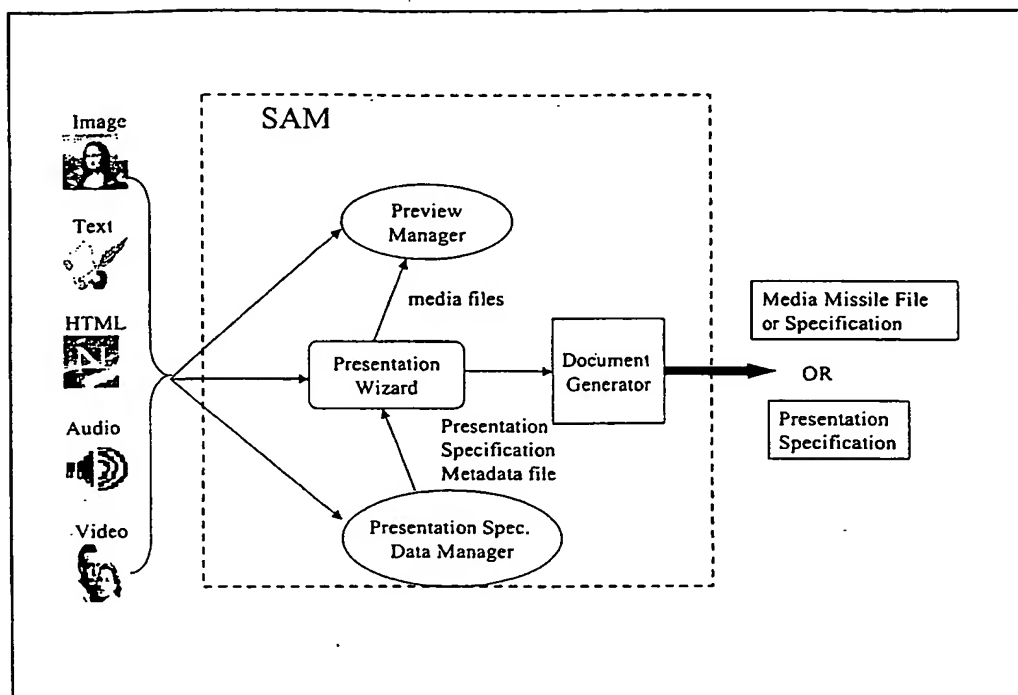 SAM
Image
Text
HTML
Audio
Video
Preview
Manager
media files
Presentation
Wizard
Document
Generator
Presentation
Specification
Metadata file
Presentation Spec.
Data Manager
Media Missile File
or Specification
OR
Presentation
Specification